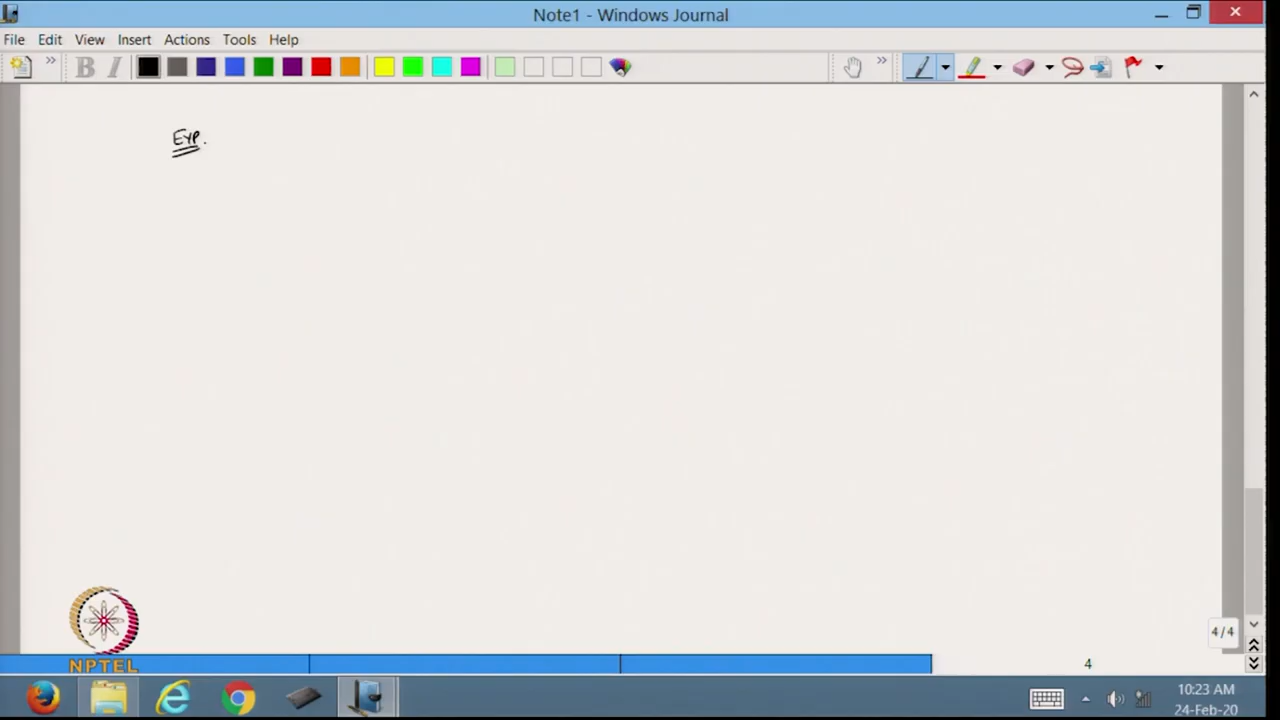 Note1 - Windows Journal
File Edit View Insert Actions Tools Help
B I
Exp.
4/4
NPTEL
4
10:23 AM
24-Feb-20